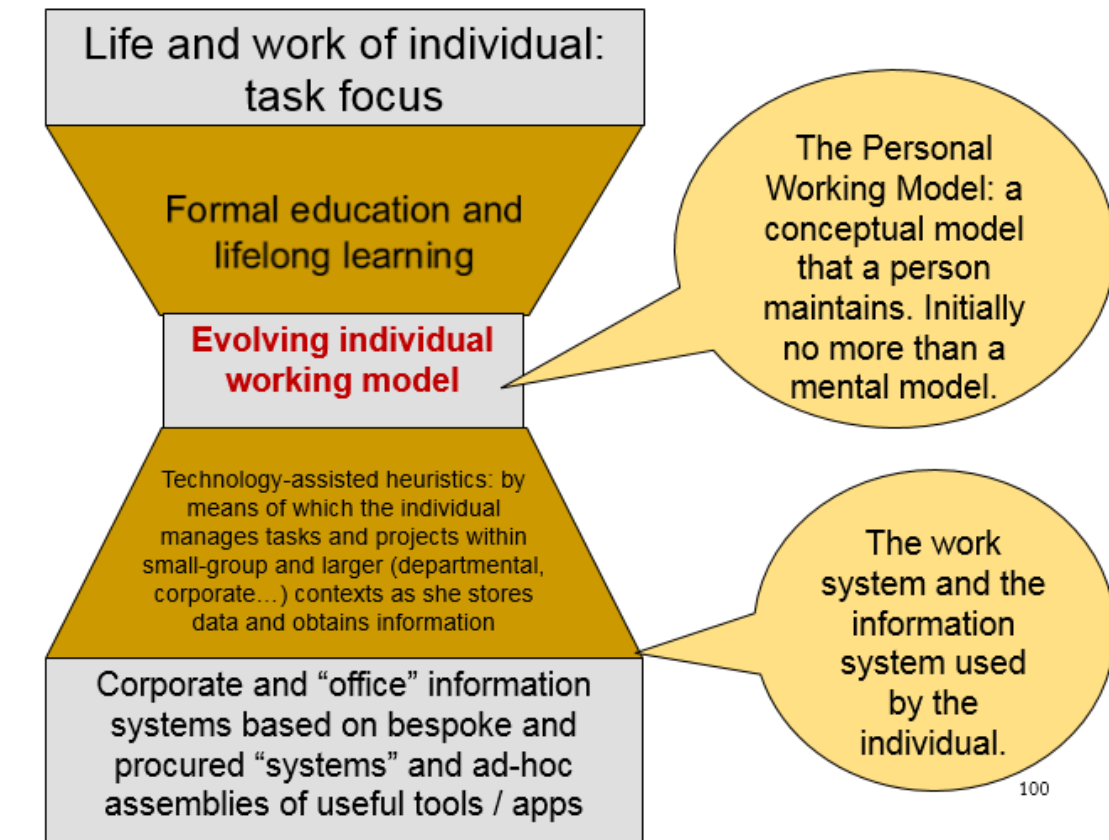 Life and work of individual:
task focus
Formal education and
lifelong learning
Evolving individual
working model
Technology-assisted heuristics: by
means of which the individual
manages tasks and projects within
small-group and larger (departmental,
corporate…) contexts as she stores
data and obtains information
Corporate and “office” information
systems based on bespoke and
procured “systems” and ad-hoc
assemblies of useful tools / apps
The Personal
Working Model: a
conceptual model
that a person
maintains. Initially
no more than a
mental model.
The work
system and the
information
system used
by the
individual.
100